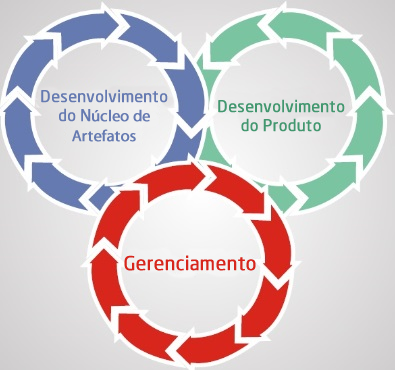 Desenvolvimento
do Núcleo de
Artefatos
Desenvolvimento
do Produto
Gerenciamento